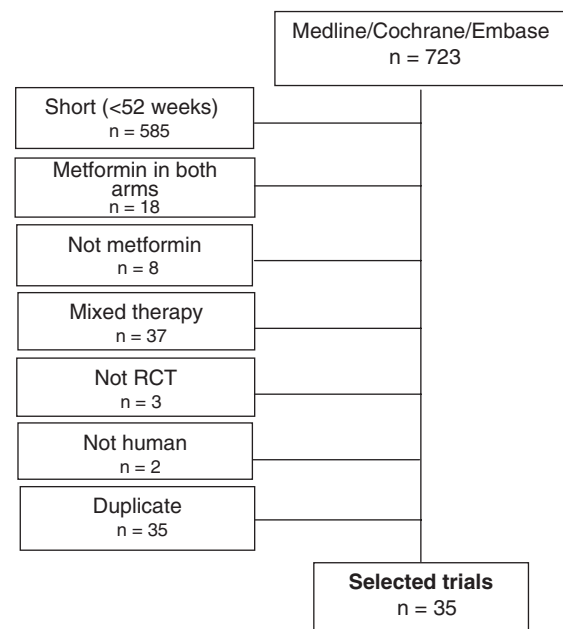 Medline/Cochrane/Embase
n = 723
Short (<52 weeks)
n = 585
Metformin in both
arms
n = 18
Not metformin
n = 8
Mixed therapy
n = 37
Not RCT
n = 3
Not human
n = 2
Duplicate
n = 35
Selected trials
n = 35